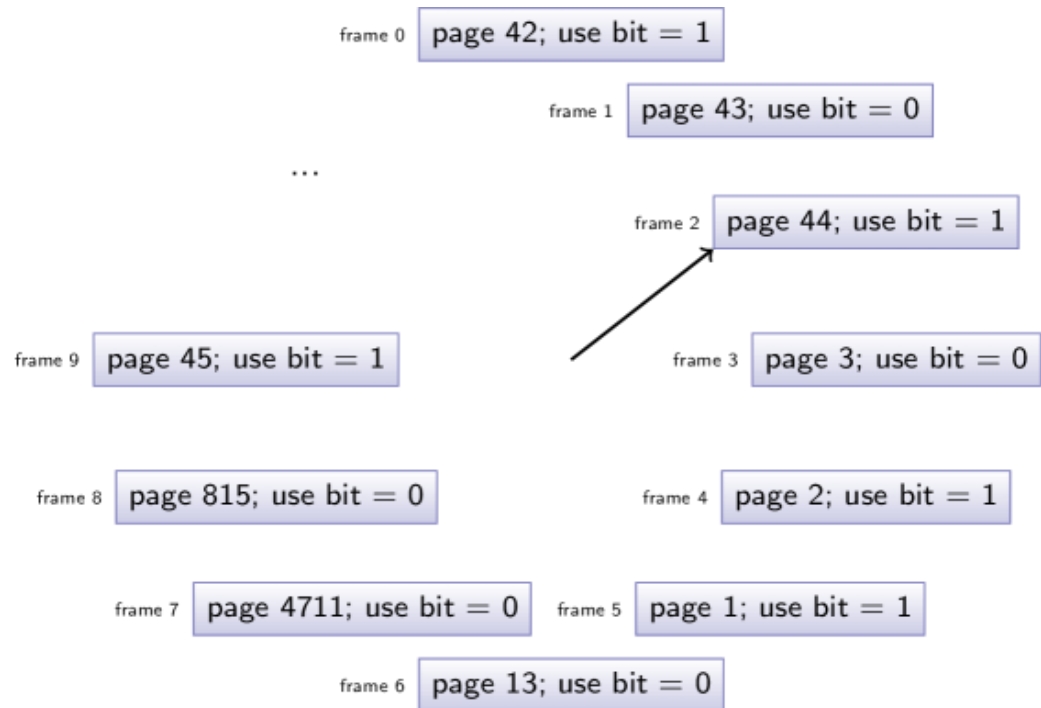 frame 0 page 42; use bit = 1
frame 1 page 43; use bit = 0
...
frame 2 page 44; use bit = 1
frame 9 page 45; use bit = 1
frame 3 page 3; use bit = 0
frame 8 page 815; use bit = 0
frame 4 page 2; use bit = 1
frame 7 page 4711; use bit = 0
frame 5 page 1; use bit = 1
frame 6 page 13; use bit = 0